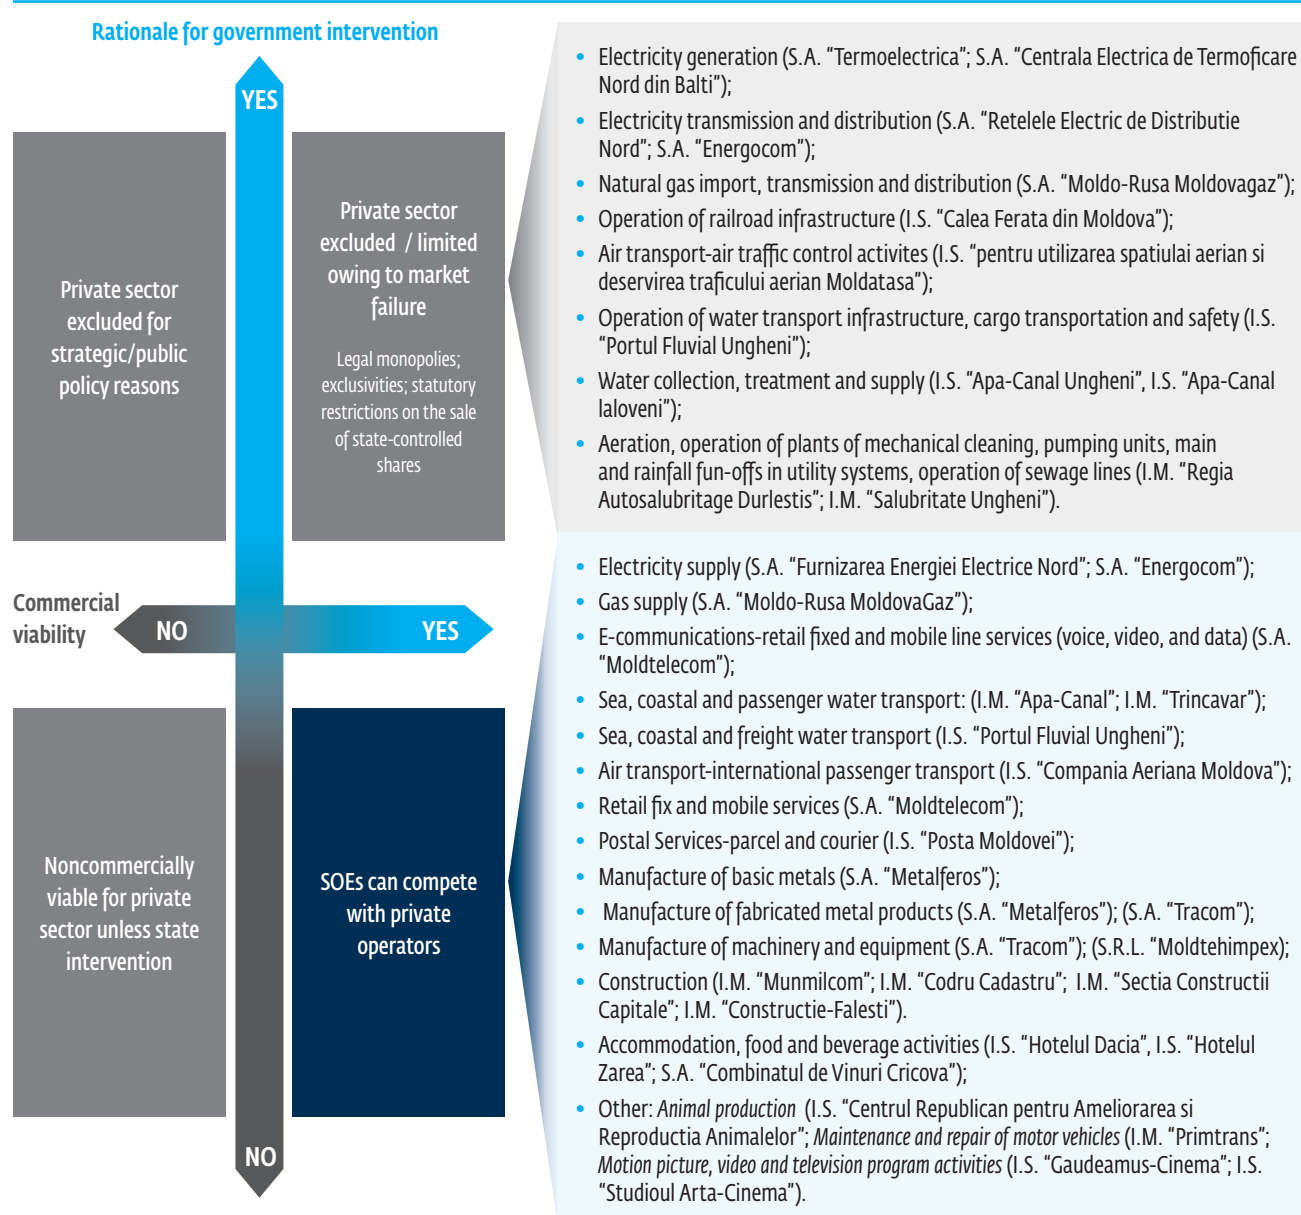 Rationale for government intervention
YES
Private sector
excluded for
strategic/public
policy reasons
Private sector
excluded / limited
owing to market
failure
Legal monopolies;
exclusivities; statutory
restrictions on the sale
of state-controlled
shares
Commercial
viability
NO
YES
Noncommercially
viable for private
sector unless state
intervention
SOEs can compete
with private
operators
NO
• Electricity generation (S.A. “Termoelectrica”; S.A. “Centrala Electrica de Termoficare
Nord din Balti”);
• Electricity transmission and distribution (S.A. “Retelele Electric de Distributie
Nord”; S.A. “Energocom”);
• Natural gas import, transmission and distribution (S.A. “Moldo-Rusa Moldovagaz”);
• Operation of railroad infrastructure (I.S. “Calea Ferata din Moldova”);
• Air transport-air traffic control activites (I.S. “pentru utilizarea spatiulai aerian si
deservirea traficului aerian Moldatasa”);
• Operation of water transport infrastructure, cargo transportation and safety (I.S.
“Portul Fluvial Ungheni”);
• Water collection, treatment and supply (I.S. “Apa-Canal Ungheni”, I.S. “Apa-Canal
Ialoveni”);
• Aeration, operation of plants of mechanical cleaning, pumping units, main
and rainfall fun-offs in utility systems, operation of sewage lines (I.M. “Regia
Autosalubritage Durlestis”; I.M. “Salubritate Ungheni”).
• Electricity supply (S.A. “Furnizarea Energiei Electrice Nord”; S.A. “Energocom”);
• Gas supply (S.A. “Moldo-Rusa MoldovaGaz”);
• E-communications-retail fixed and mobile line services (voice, video, and data) (S.A.
“Moldtelecom”);
• Sea, coastal and passenger water transport: (I.M. “Apa-Canal”; I.M. “Trincavar”);
• Sea, coastal and freight water transport (I.S. “Portul Fluvial Ungheni”);
• Air transport-international passenger transport (I.S. “Compania Aeriana Moldova”);
• Retail fix and mobile services (S.A. “Moldtelecom”);
• Postal Services-parcel and courier (I.S. “Posta Moldovei”);
• Manufacture of basic metals (S.A. “Metalferos”);
• Manufacture of fabricated metal products (S.A. “Metalferos”); (S.A. “Tracom”);
• Manufacture of machinery and equipment (S.A. “Tracom”); (S.R.L. “Moldtehimpex);
• Construction (I.M. “Munmilcom”; I.M. “Codru Cadastru”; I.M. “Sectia Constructii
Capitale”; I.M. “Constructie-Falesti”).
• Accommodation, food and beverage activities (I.S. “Hotelul Dacia”, I.S. “Hotelul
Zarea”; S.A. “Combinatul de Vinuri Cricova”);
• Other: Animal production (I.S. “Centrul Republican pentru Ameliorarea si
Reproductia Animalelor”; Maintenance and repair of motor vehicles (I.M. “Primtrans”;
Motion picture, video and television program activities (I.S. “Gaudeamus-Cinema”; I.S.
“Studioul Arta-Cinema”).